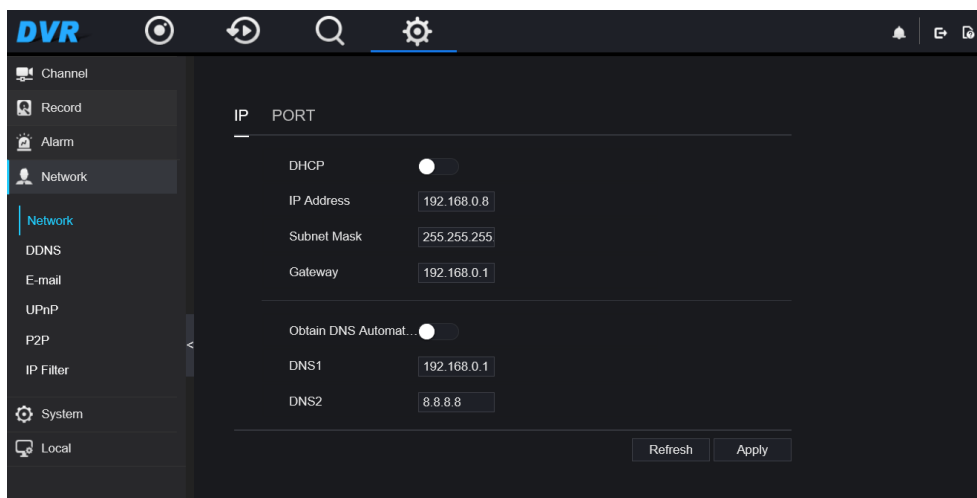 DVR
Channel
Record
Alarm
Network
Network
DDNS
E-mail
UPnP
P2P
IP Filter
System
Local
IP PORT
DHCP
IP Address 192.168.0.8
Subnet Mask 255.255.255.
Gateway 192.168.0.1
Obtain DNS Automat...
DNS1 192.168.0.1
DNS2 8.8.8.8
Refresh Apply